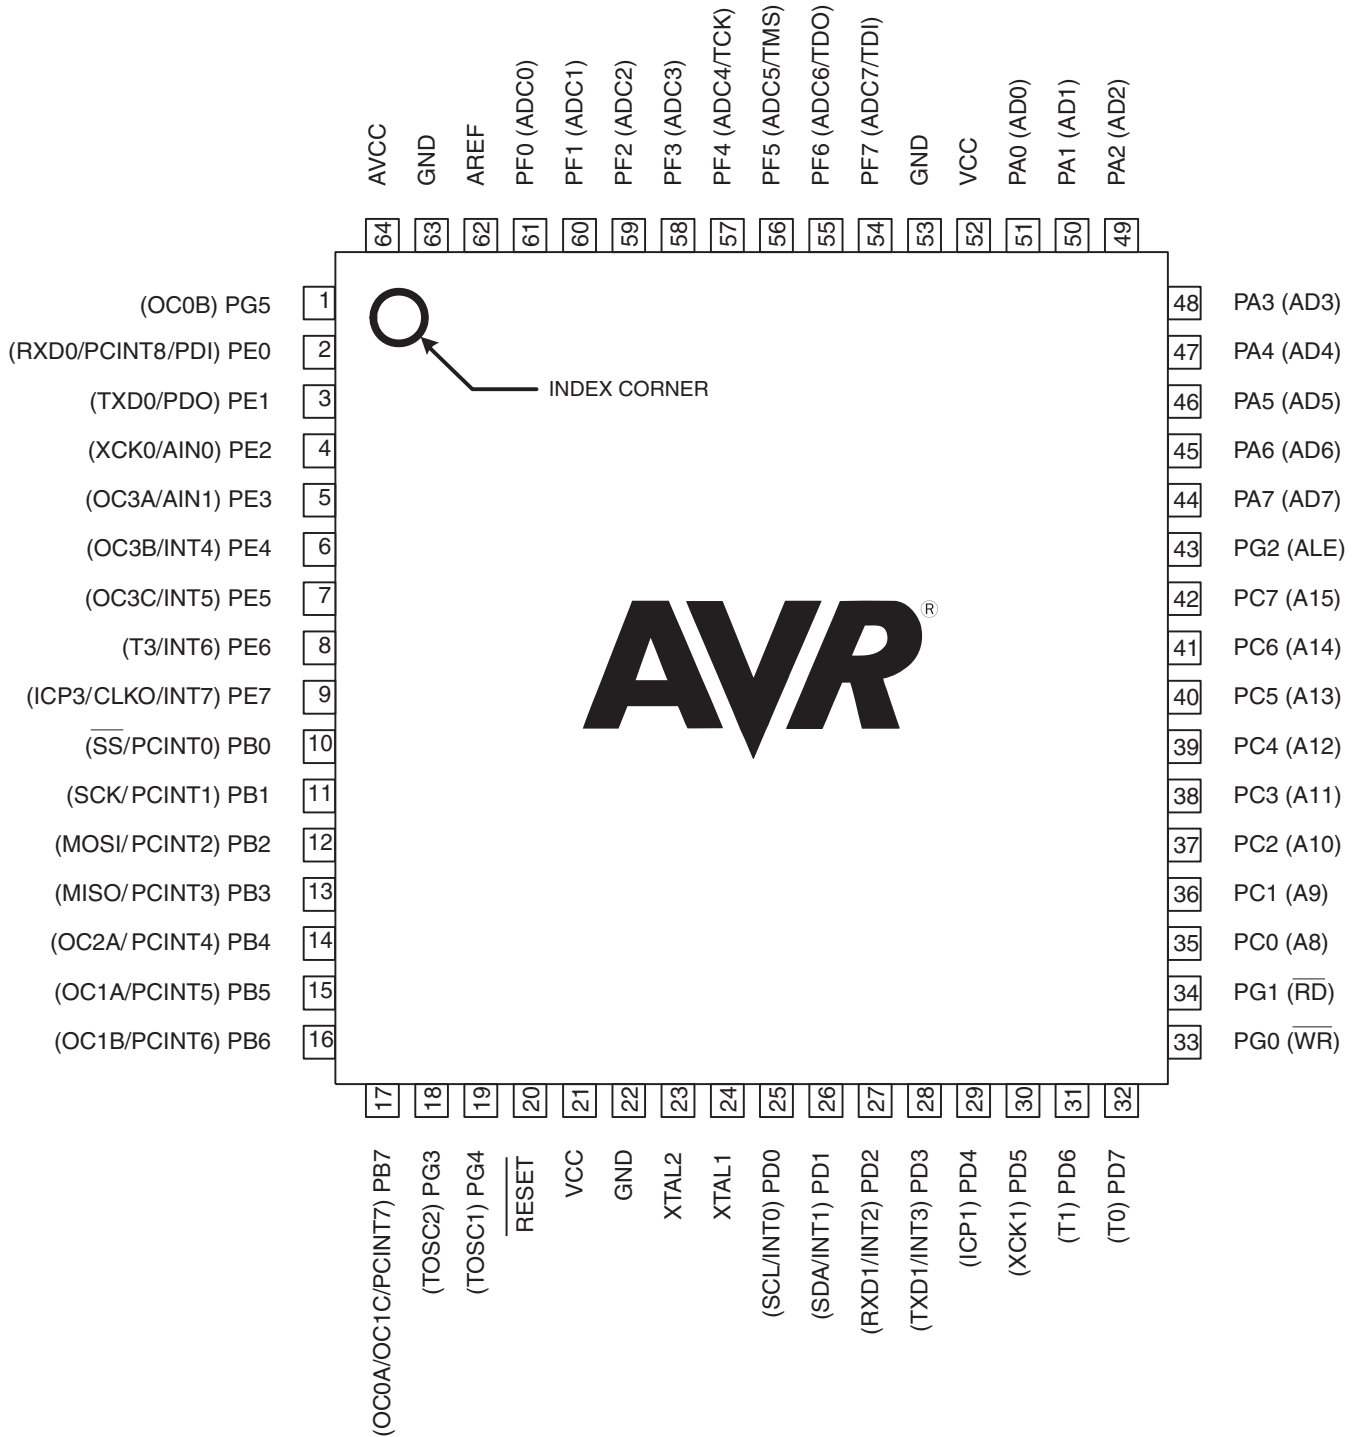 AVCC
GND
AREF
PF0 (ADC0)
PF1 (ADC1)
PF2 (ADC2)
PF3 (ADC3)
PF4 (ADC4/TCK)
PF5 (ADC5/TMS)
PF6 (ADC6/TDO)
PF7 (ADC7/TDI)
GND
VCC
PA0 (AD0)
PA1 (AD1)
PA2 (AD2)
64
63
62
61
60
59
58
57
56
55
54
53
52
51
50
49
(OC0B) PG5 1
(RXD0/PCINT8/PDI) PE0 2
(TXD0/PDO) PE1 3
(XCK0/AIN0) PE2 4
(OC3A/AIN1) PE3 5
(OC3B/INT4) PE4 6
(OC3C/INT5) PE5 7
(T3/INT6) PE6 8
(ICP3/CLKO/INT7) PE7 9
(SS/PCINT0) PB0 10
(SCK/ PCINT1) PB1 11
(MOSI/ PCINT2) PB2 12
(MISO/ PCINT3) PB3 13
(OC2A/ PCINT4) PB4 14
(OC1A/PCINT5) PB5 15
(OC1B/PCINT6) PB6 16
INDEX CORNER
AVR®
48 PA3 (AD3)
47 PA4 (AD4)
46 PA5 (AD5)
45 PA6 (AD6)
44 PA7 (AD7)
43 PG2 (ALE)
42 PC7 (A15)
41 PC6 (A14)
40 PC5 (A13)
39 PC4 (A12)
38 PC3 (A11)
37 PC2 (A10)
36 PC1 (A9)
35 PC0 (A8)
34 PG1 (RD)
33 PG0 (WR)
17
18
19
20
21
22
23
24
25
26
27
28
29
30
31
32
(OC0A/OC1C/PCINT7) PB7
(TOSC2) PG3
(TOSC1) PG4
RESET
VCC
GND
XTAL2
XTAL1
(SCL/INT0) PD0
(SDA/INT1) PD1
(RXD1/INT2) PD2
(TXD1/INT3) PD3
(ICP1) PD4
(XCK1) PD5
(T1) PD6
(T0) PD7